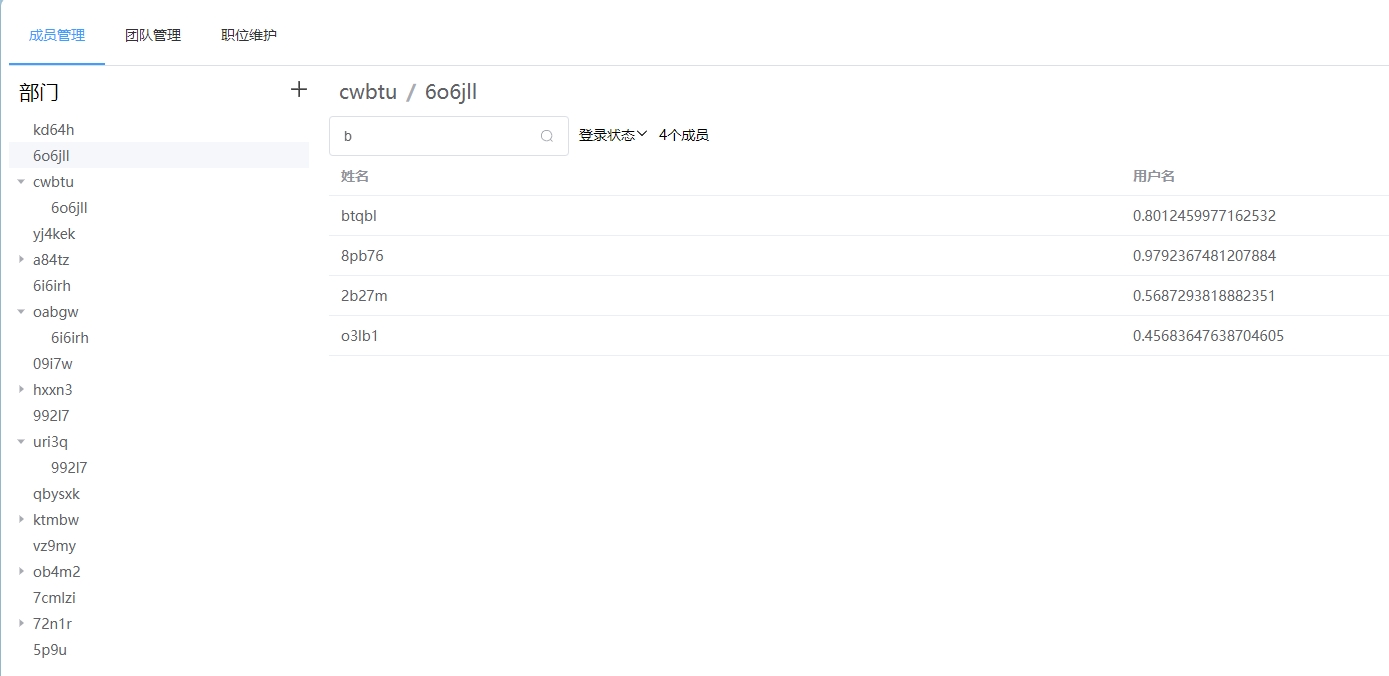 成员管理 团队管理 职位维护
部门
kd64h
6o6jll
cwbtu
6o6jll
yj4kek
a84tz
6i6irh
oabgw
6i6irh
09i7w
hxxn3
992l7
uri3q
992l7
qbysxk
ktmbw
vz9my
ob4m2
7cmlzi
72n1r
5p9u
cwbtu / 6o6jll
b 登录状态 4个成员
姓名 用户名
btqbl 0.8012459977162532
8pb76 0.9792367481207884
2b27m 0.5687293818882351
o3lb1 0.45683647638704605